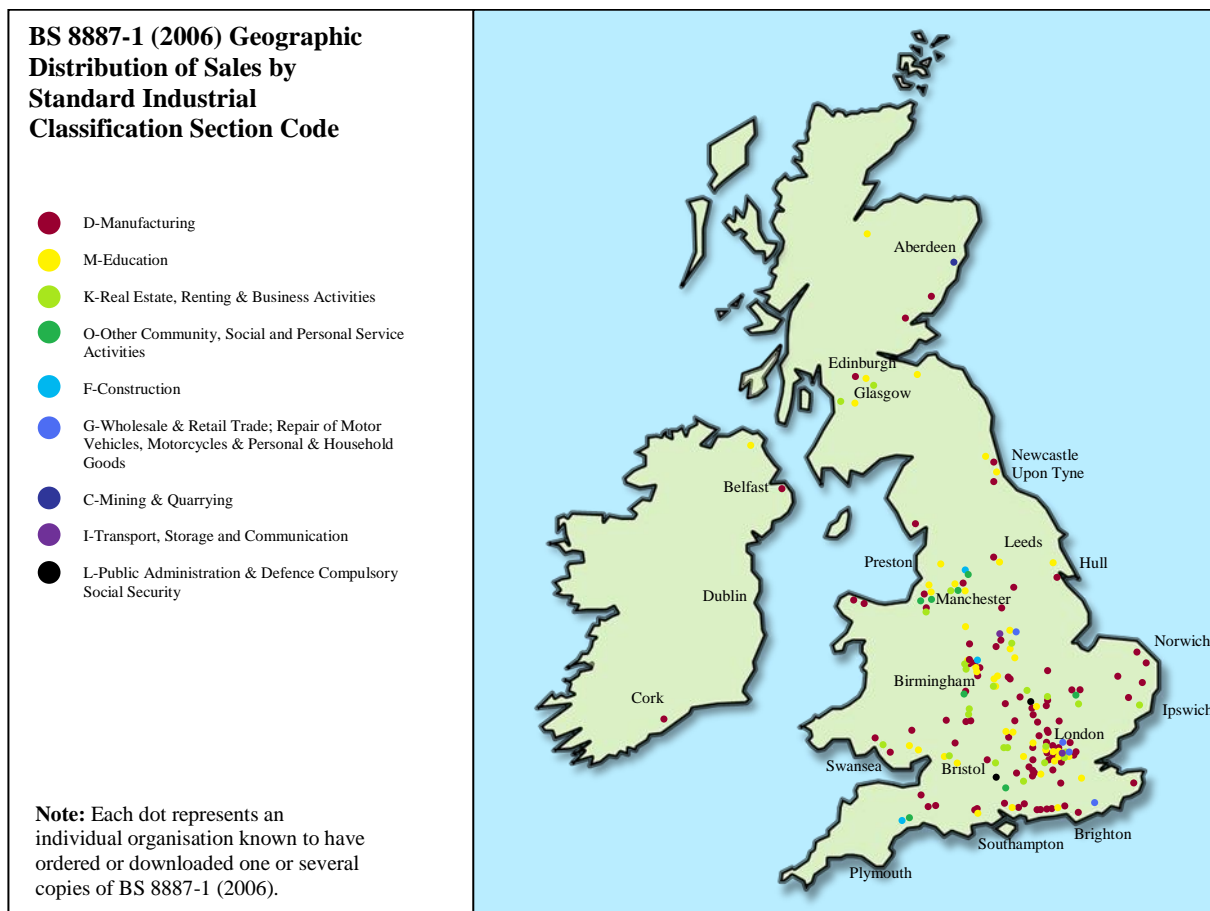 BS 8887-1 (2006) Geographic
Distribution of Sales by
Standard Industrial
Classification Section Code
D-Manufacturing
M-Education
K-Real Estate, Renting & Business Activities
O-Other Community, Social and Personal Service
Activities
F-Construction
G-Wholesale & Retail Trade; Repair of Motor
Vehicles, Motorcycles & Personal & Household
Goods
C-Mining & Quarrying
I-Transport, Storage and Communication
L-Public Administration & Defence Compulsory
Social Security
Note: Each dot represents an
individual organisation known to have
ordered or downloaded one or several
copies of BS 8887-1 (2006).
Aberdeen
Edinburgh
Glasgow
Newcastle
Upon Tyne
Belfast
Leeds
Preston
Hull
Dublin
Manchester
Norwich
Birmingham
Cork
Ipswich
London
Swansea
Bristol
Brighton
Southampton
Plymouth